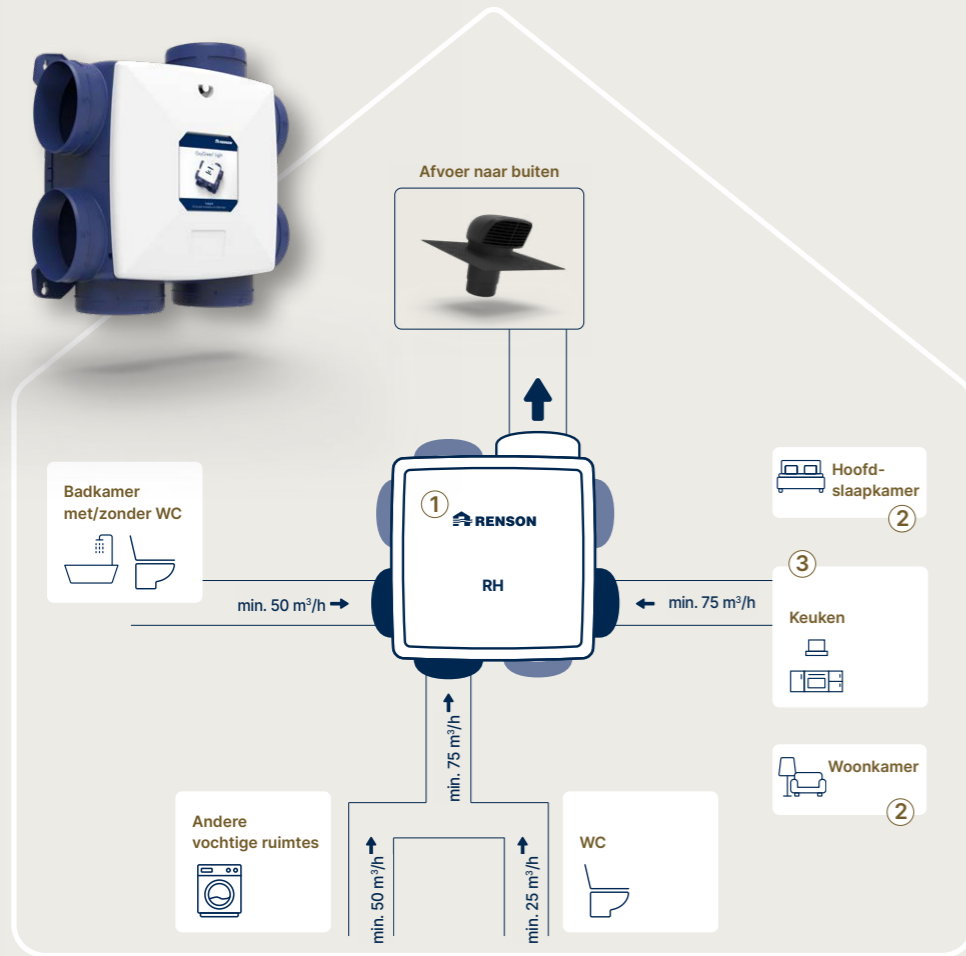 RENSON
Afvoer naar buiten
Badkamer
met/zonder WC
1
RENSON
RH
Hoofd-
slaapkamer
2
3
min. 50 m³/h
min. 75 m³/h
Keuken
min. 75 m³/h
Woonkamer
2
Andere
vochtige ruimtes
min. 50 m³/h
min. 25 m³/h
WC